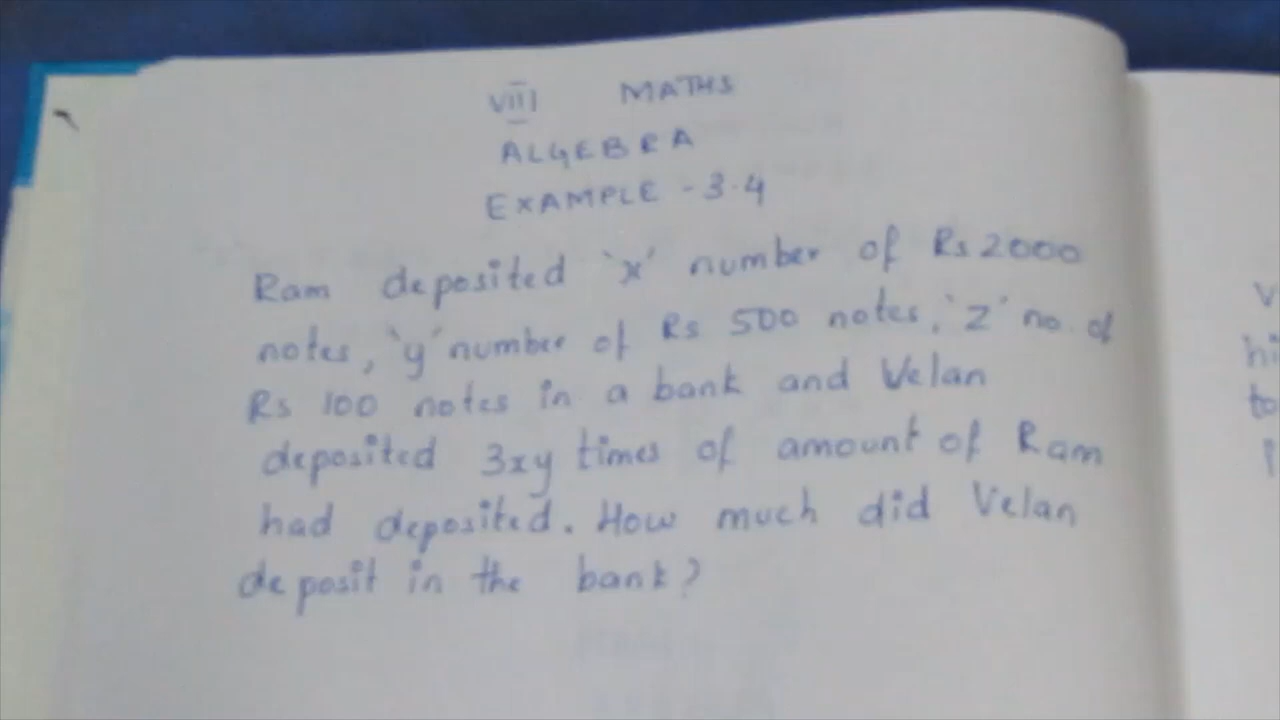 VIII MATHS
ALGEBRA
EXAMPLE - 3.4
Ram deposited 'x' number of Rs 2000
notes, 'y' number of Rs 500 notes, 'z' no. of
Rs 100 notes in a bank and Velan
deposited 3xy times of amount of Ram
had deposited. How much did Velan
deposit in the bank?